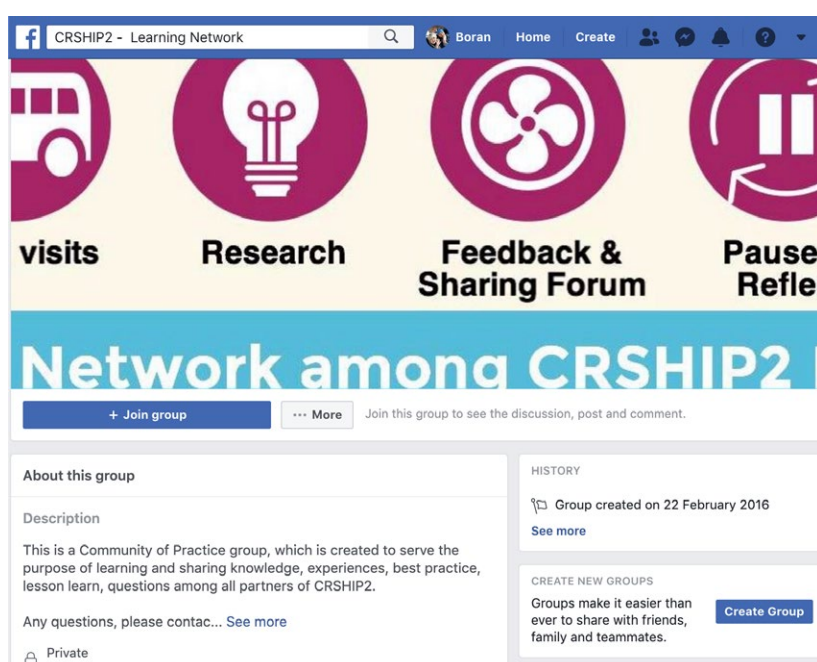 CRSHIP2 - Learning Network
Boran
Home
Create
visits
Research
Feedback &
Sharing Forum
Pause
Refle
Network among CRSHIP2
+ Join group
••• More
Join this group to see the discussion, post and comment.
About this group
Description
This is a Community of Practice group, which is created to serve the
purpose of learning and sharing knowledge, experiences, best practice,
lesson learn, questions among all partners of CRSHIP2.
Any questions, please contac... See more
Private
HISTORY
Group created on 22 February 2016
See more
CREATE NEW GROUPS
Groups make it easier than
ever to share with friends,
family and teammates.
Create Group